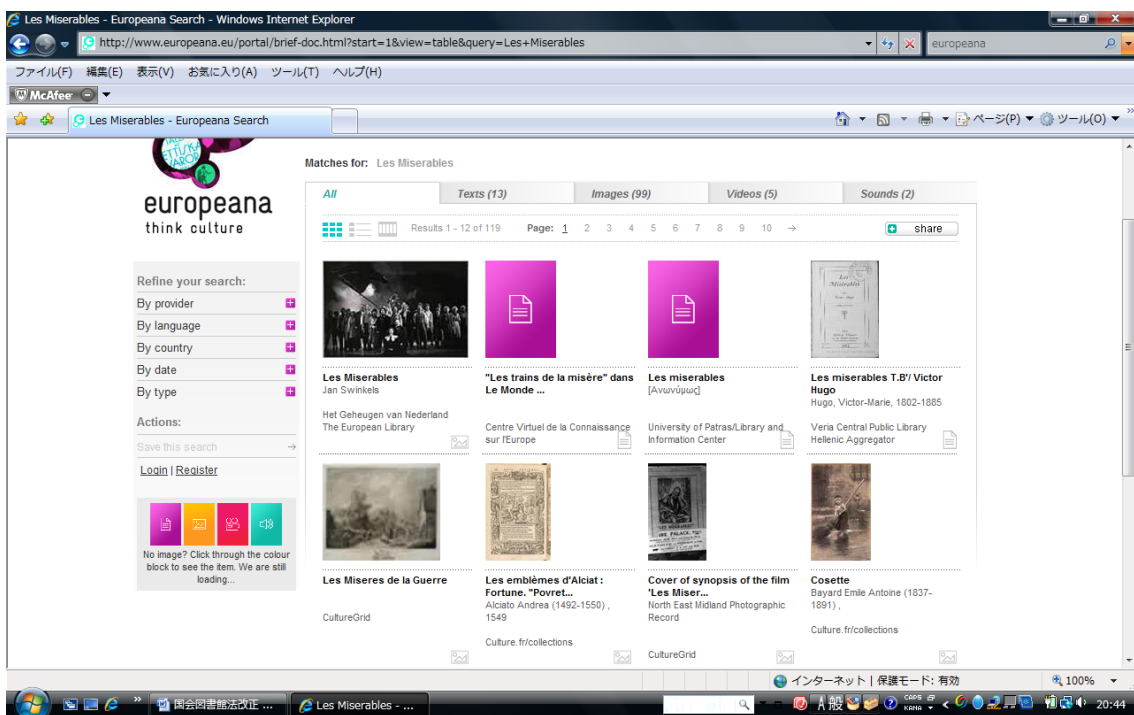 Les Miserables - Europeana Search - Windows Internet Explorer
http://www.europeana.eu/portal/brief-doc.html?start=1&view=table&query=Les+Miserables
europeana
ファイル(F) 編集(E) 表示(V) お気に入り(A) ツール(T) ヘルプ(H)
McAfee
Les Miserables - Europeana Search
ページ(P) ツール(O)
europeana
think culture
Matches for: Les Miserables
All Texts (13) Images (99) Videos (5) Sounds (2)
Results 1 - 12 of 119 Page: 1 2 3 4 5 6 7 8 9 10 → share
Refine your search:
By provider
By language
By country
By date
By type
Actions:
Save this search →
Login | Register
No image? Click through the colour
block to see the item. We are still
loading...
Les Miserables
Jan Swinkels
Het Geheugen van Nederland
The European Library
"Les trains de la misère" dans
Le Monde ...
Centre Virtuel de la Connaissance
sur l'Europe
Les miserables
[Ανωνύμως]
University of Patras/Library and
Information Center
Les
Miserables
Les miserables T.B'/ Victor
Hugo
Hugo, Victor-Marie, 1802-1885
Veria Central Public Library
Hellenic Aggregator
Les Miseres de la Guerre
CultureGrid
Les emblèmes d'Alciat :
Fortune. "Povret...
Alciato Andrea (1492-1550) ,
1549
Culture.fr/collections
Cover of synopsis of the film
'Les Miser...
North East Midland Photographic
Record
CultureGrid
Cosette
Bayard Emile Antoine (1837-
1891) ,
Culture.fr/collections
インターネット | 保護モード: 有効 100%
国会図書館法改正 ... Les Miserables - ... A 般 CAPS KANA 20:44